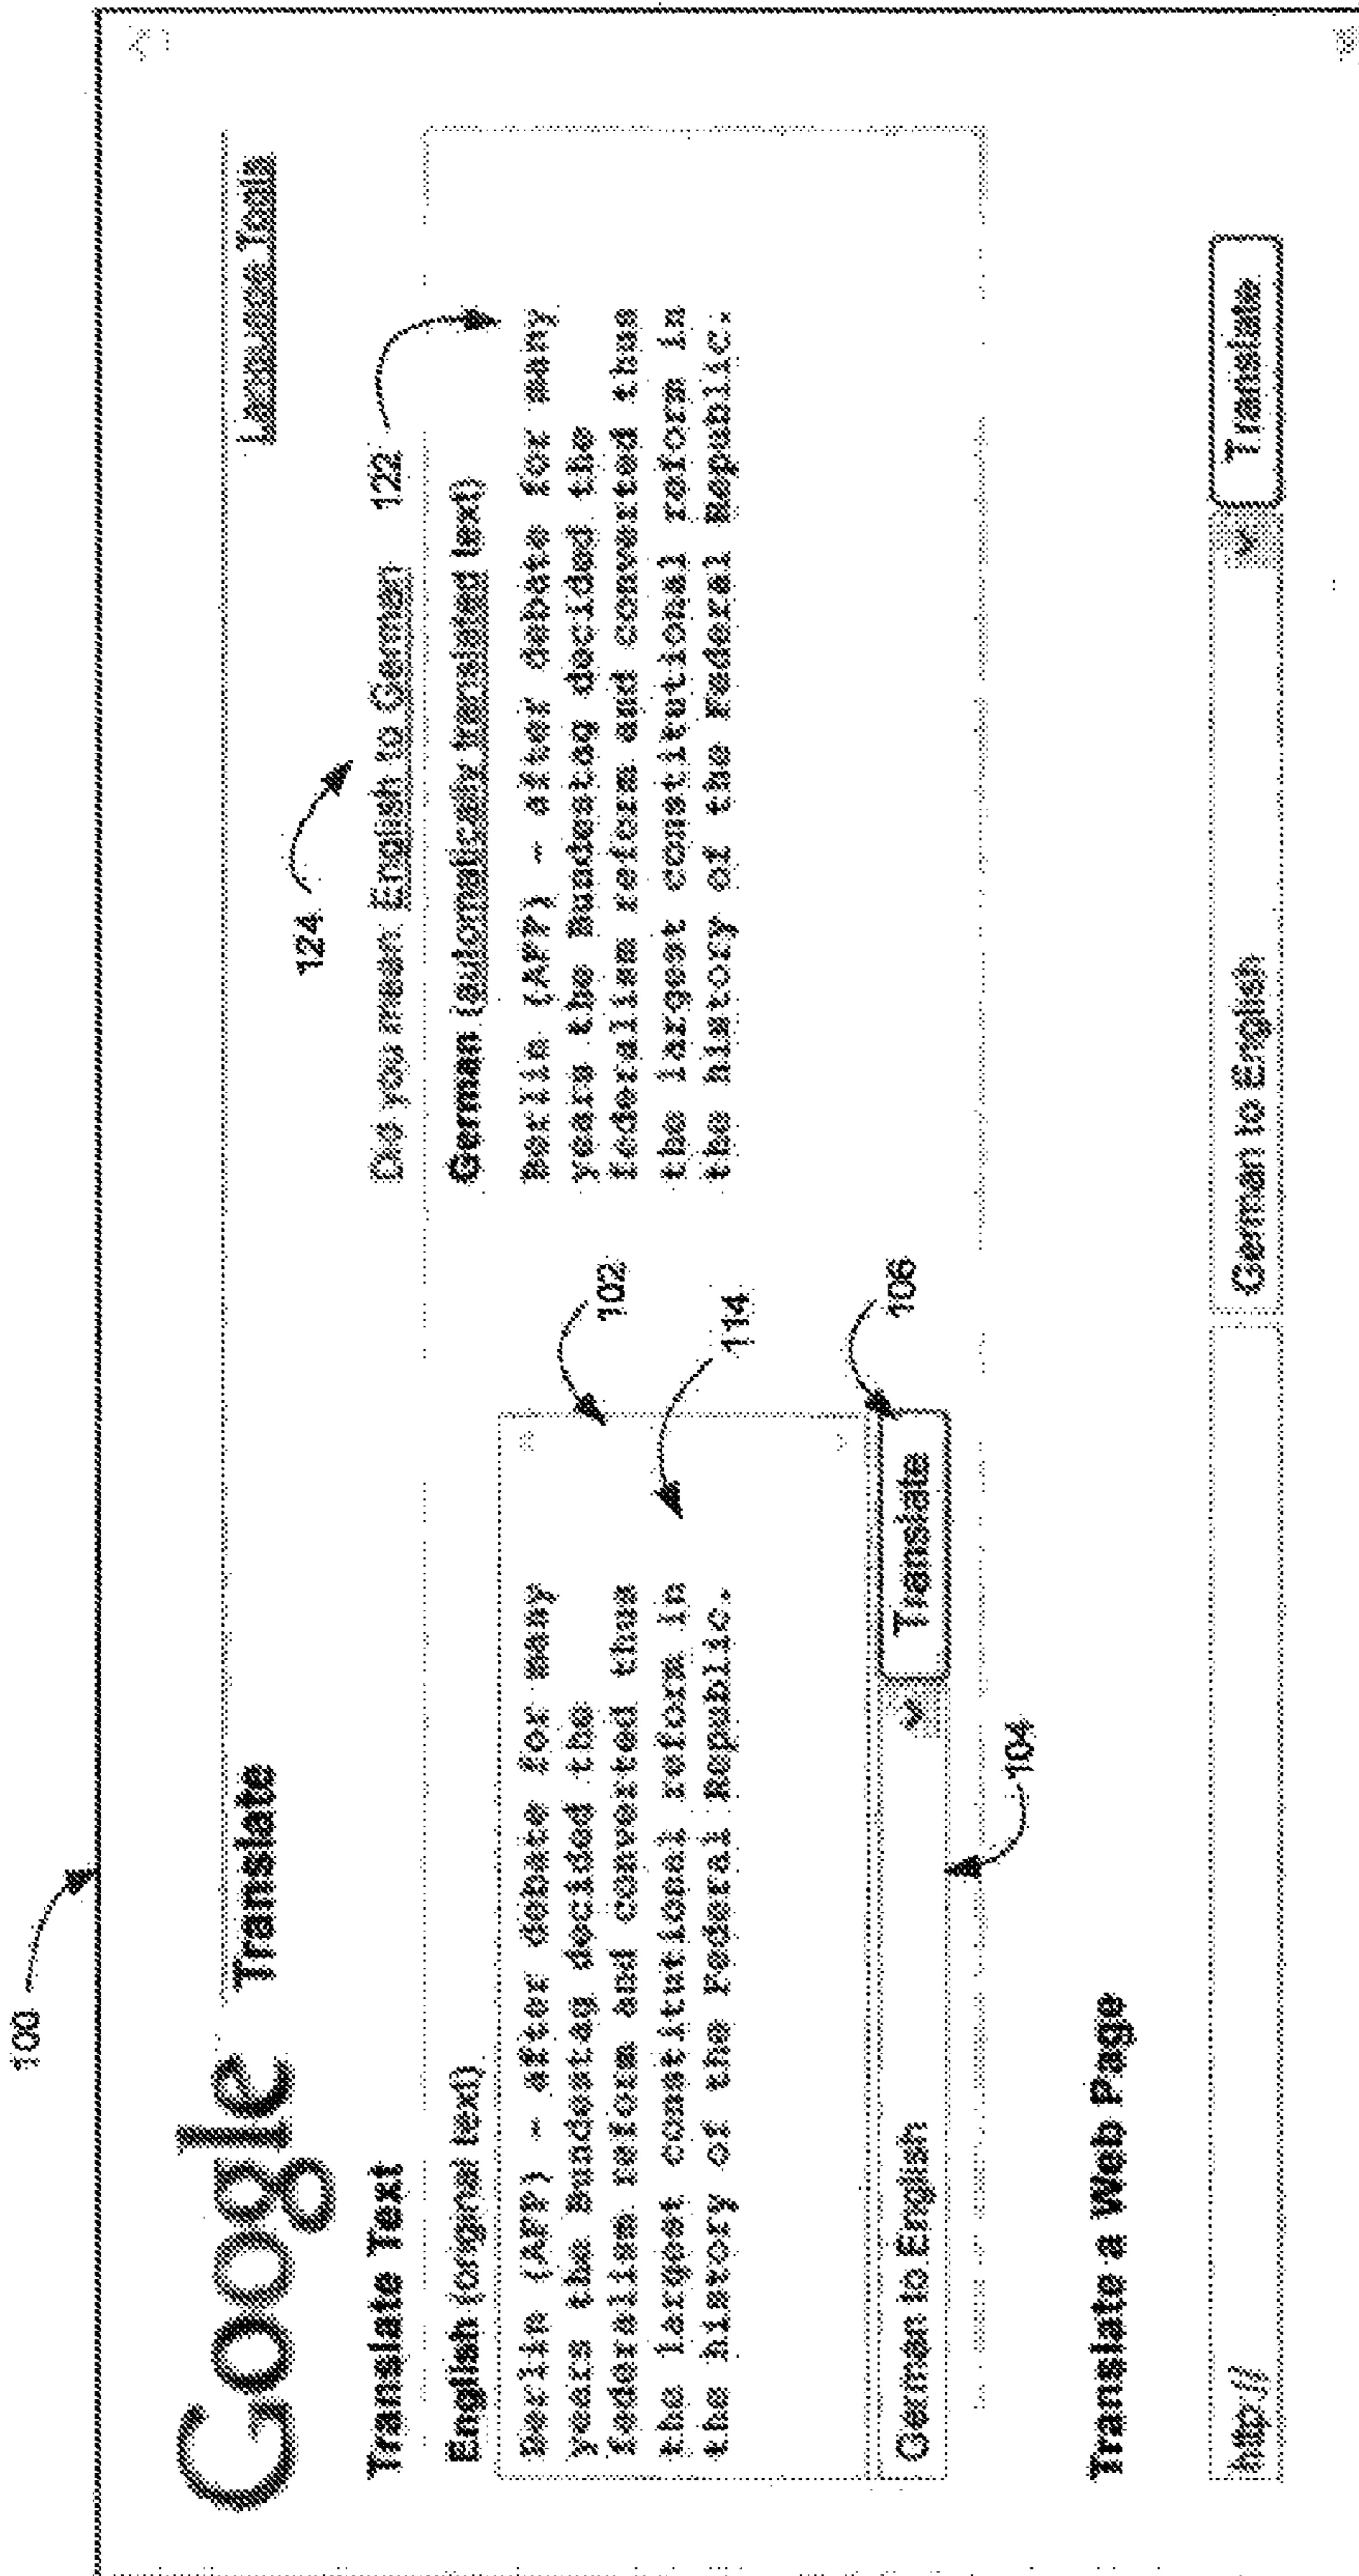 100
Google Translate
Language Tools
124
Translate Text
Did you mean: English to German
122
English (original text)
German (automatically translated text)
Berlin (AFP) - after debate for many
years the Bundestag decided the
federalism reform and converted thus
the largest constitutional reform in
the history of the Federal Republic.
Berlin (AFP) - after debate for many
years the Bundestag decided the
federalism reform and converted thus
the largest constitutional reform in
the history of the Federal Republic.
102
114
German to English
Translate
106
104
Translate a Web Page
http://
German to English
Translate